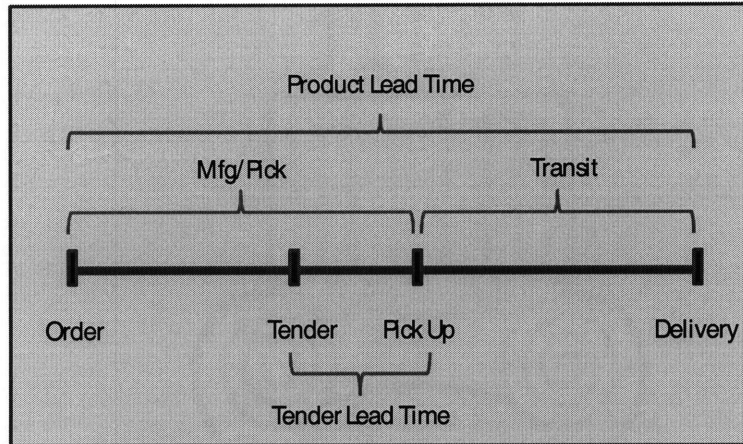 Product Lead Time
Mfg/Pick
Transit
Order
Tender
Pick Up
Delivery
Tender Lead Time